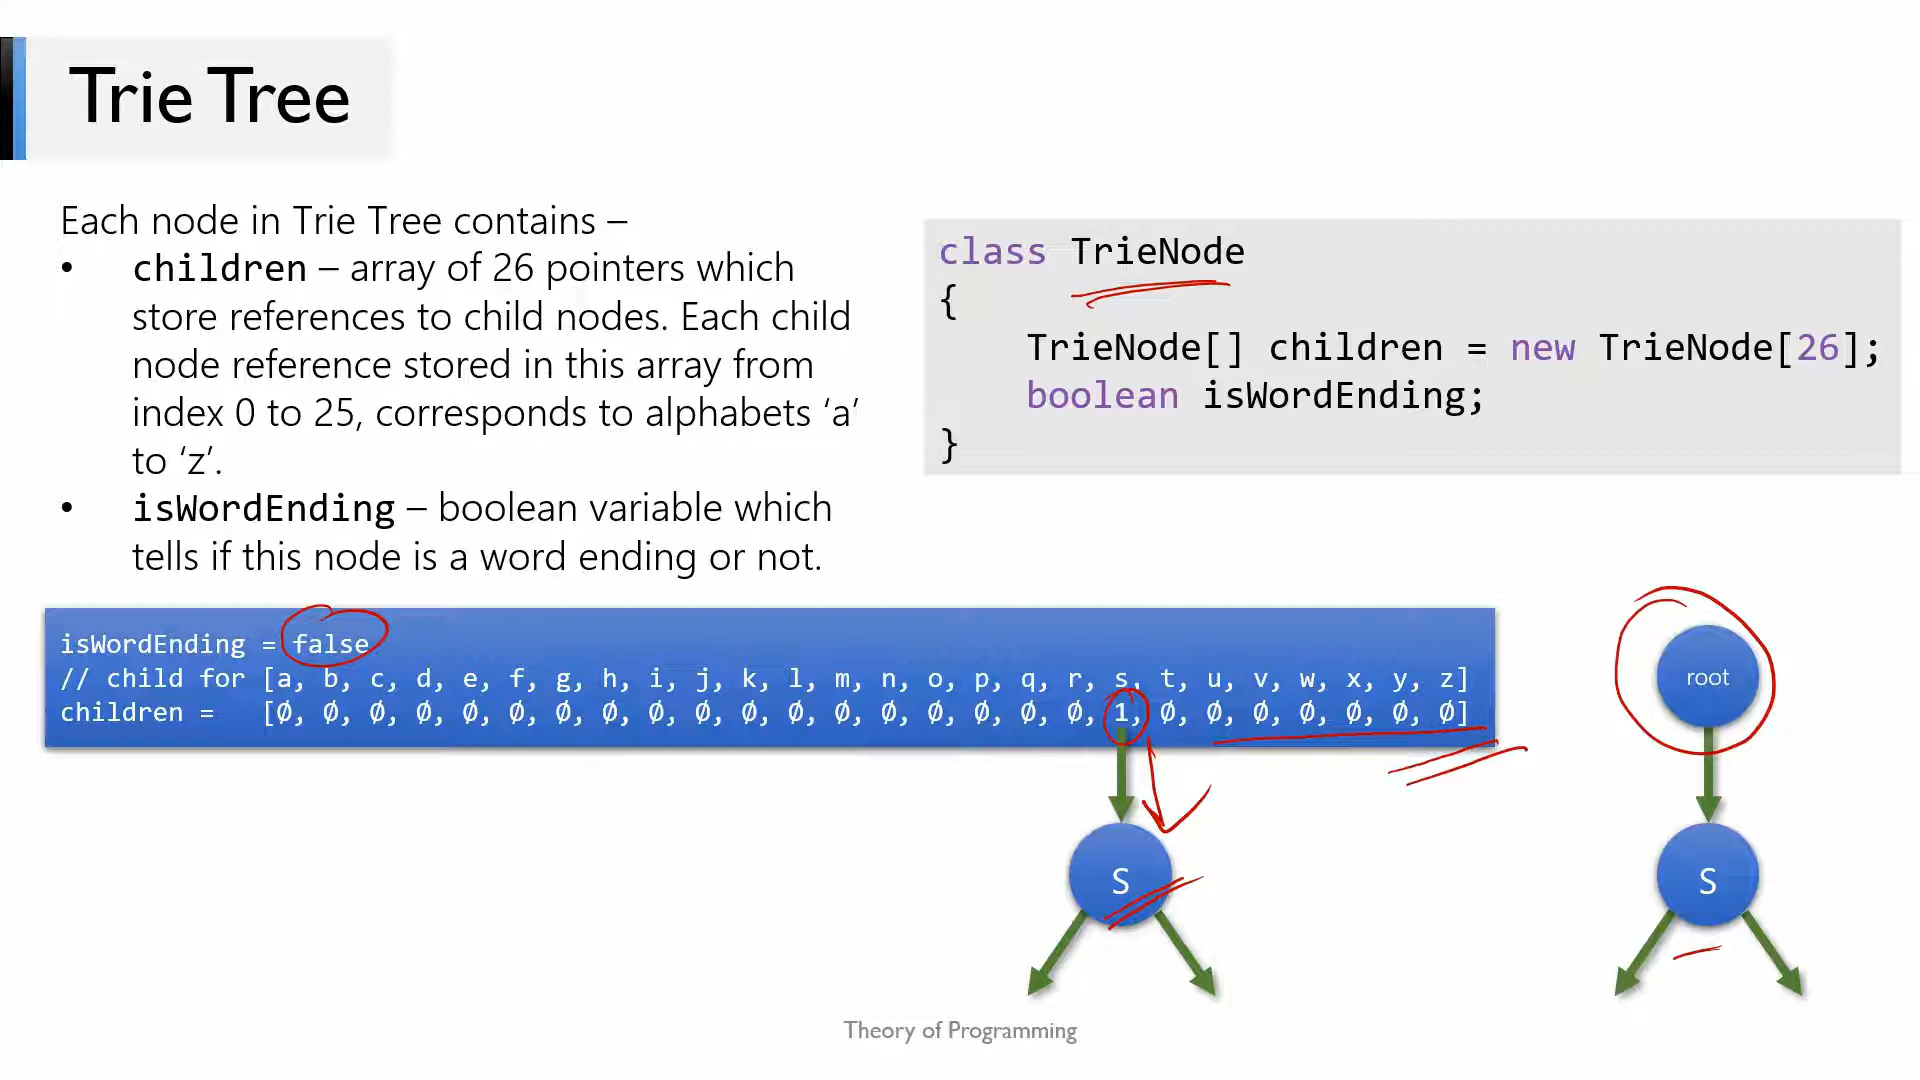 Trie Tree
Each node in Trie Tree contains –
• children – array of 26 pointers which
store references to child nodes. Each child
node reference stored in this array from
index 0 to 25, corresponds to alphabets ‘a’
to ‘z’.
• isWordEnding – boolean variable which
tells if this node is a word ending or not.
class TrieNode
{
TrieNode[] children = new TrieNode[26];
boolean isWordEnding;
}
isWordEnding = false
// child for [a, b, c, d, e, f, g, h, i, j, k, l, m, n, o, p, q, r, s, t, u, v, w, x, y, z]
children = [Ø, Ø, Ø, Ø, Ø, Ø, Ø, Ø, Ø, Ø, Ø, Ø, Ø, Ø, Ø, Ø, Ø, Ø, 1, Ø, Ø, Ø, Ø, Ø, Ø, Ø]
root
S
S
Theory of Programming